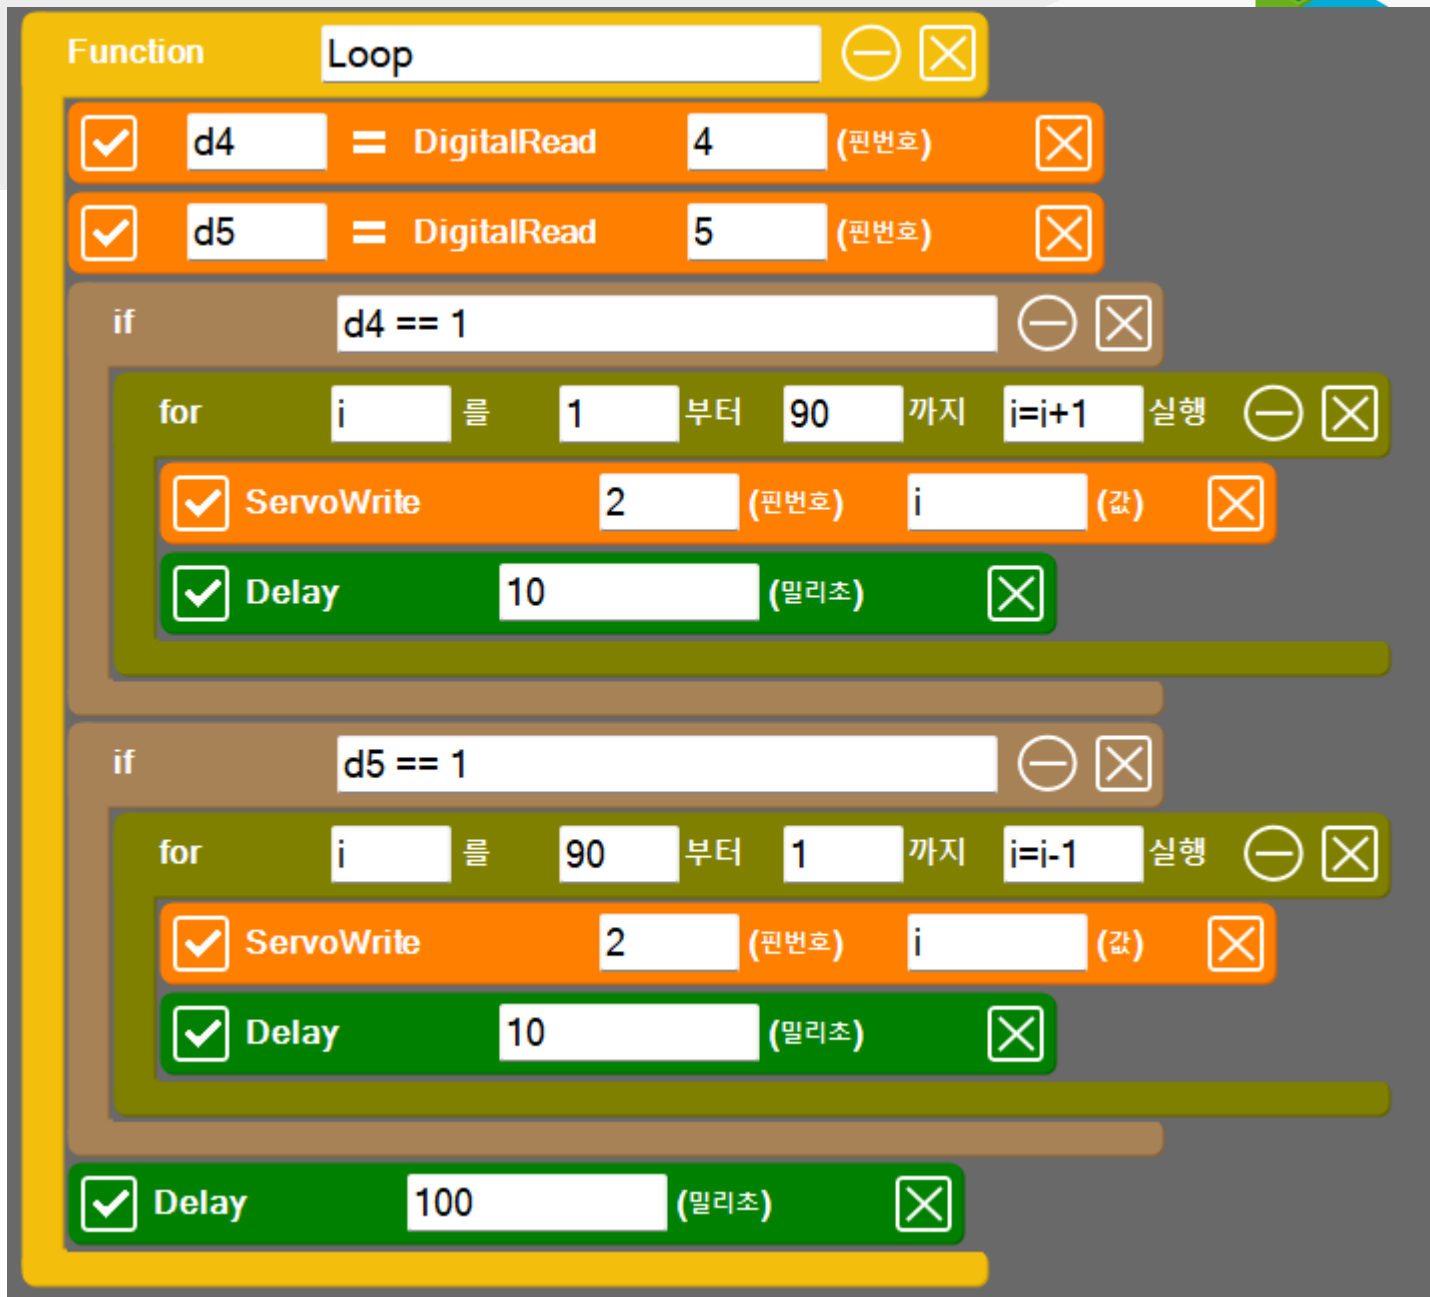 Function Loop
d4 = DigitalRead 4 (핀번호)
d5 = DigitalRead 5 (핀번호)
if d4 == 1
for i 를 1 부터 90 까지 i=i+1 실행
ServoWrite 2 (핀번호) i (값)
Delay 10 (밀리초)
if d5 == 1
for i 를 90 부터 1 까지 i=i-1 실행
ServoWrite 2 (핀번호) i (값)
Delay 10 (밀리초)
Delay 100 (밀리초)